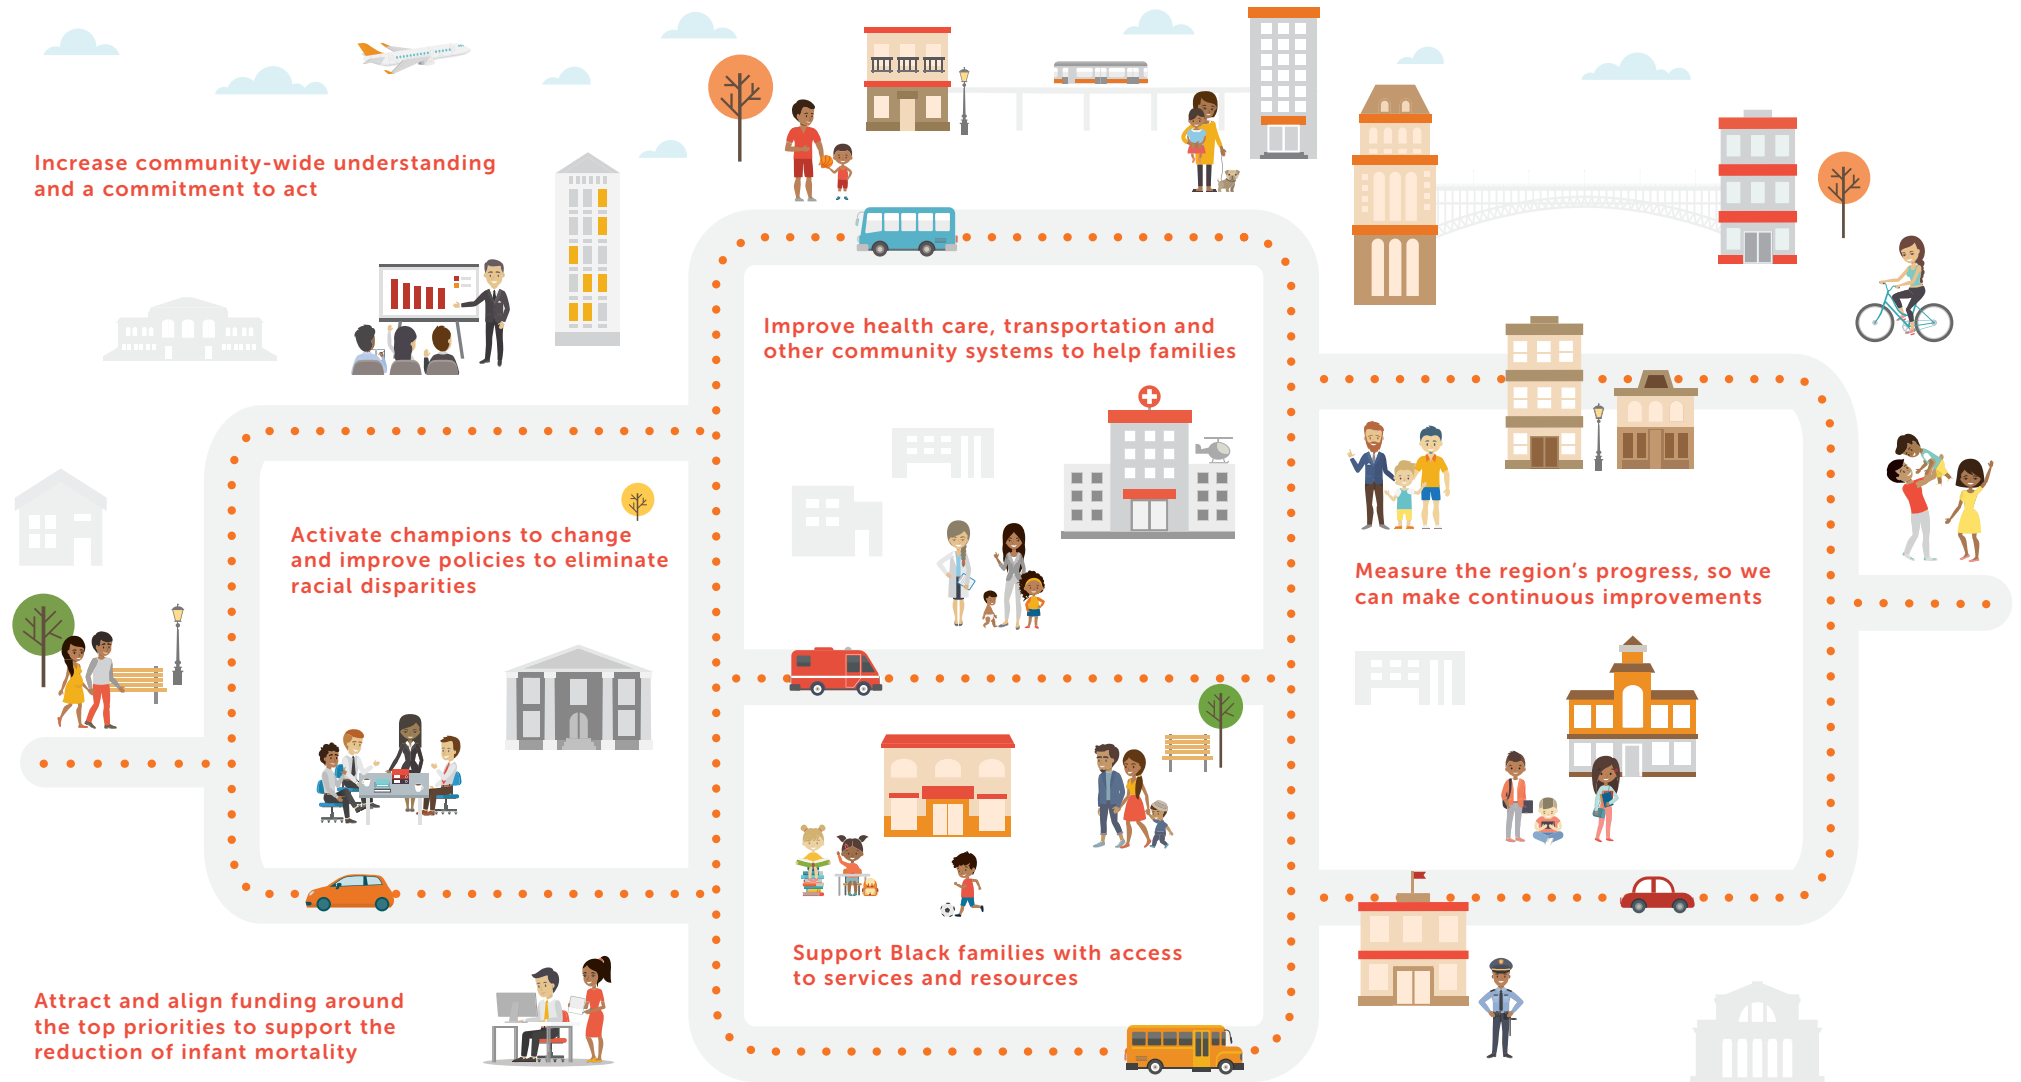 Increase community-wide understanding
and a commitment to act
Improve health care, transportation and
other community systems to help families
Activate champions to change
and improve policies to eliminate
racial disparities
Measure the region’s progress, so we
can make continuous improvements
Support Black families with access
to services and resources
Attract and align funding around
the top priorities to support the
reduction of infant mortality